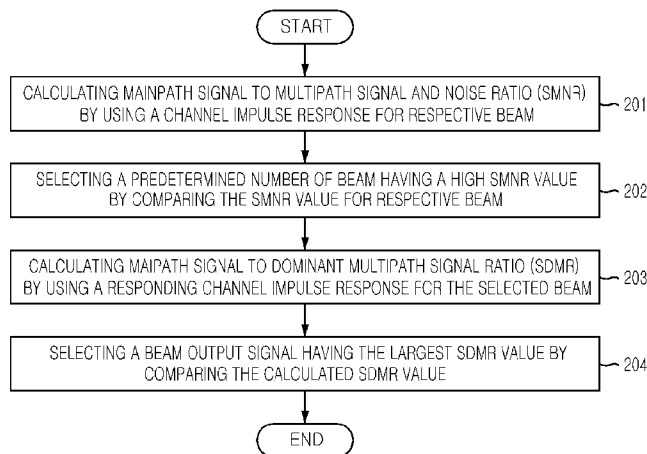 START
CALCULATING MAINPATH SIGNAL TO MULTIPATH SIGNAL AND NOISE RATIO (SMNR)
BY USING A CHANNEL IMPULSE RESPONSE FOR RESPECTIVE BEAM
201
SELECTING A PREDETERMINED NUMBER OF BEAM HAVING A HIGH SMNR VALUE
BY COMPARING THE SMNR VALUE FOR RESPECTIVE BEAM
202
CALCULATING MAIPATH SIGNAL TO DOMINANT MULTIPATH SIGNAL RATIO (SDMR)
BY USING A RESPONDING CHANNEL IMPULSE RESPONSE FOR THE SELECTED BEAM
203
SELECTING A BEAM OUTPUT SIGNAL HAVING THE LARGEST SDMR VALUE BY
COMPARING THE CALCULATED SDMR VALUE
204
END